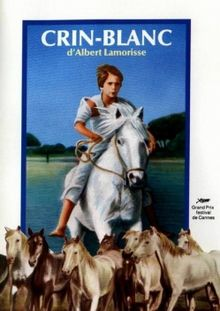 CRIN-BLANC
d'Albert Lamorisse
Grand Prix
festival
de Cannes